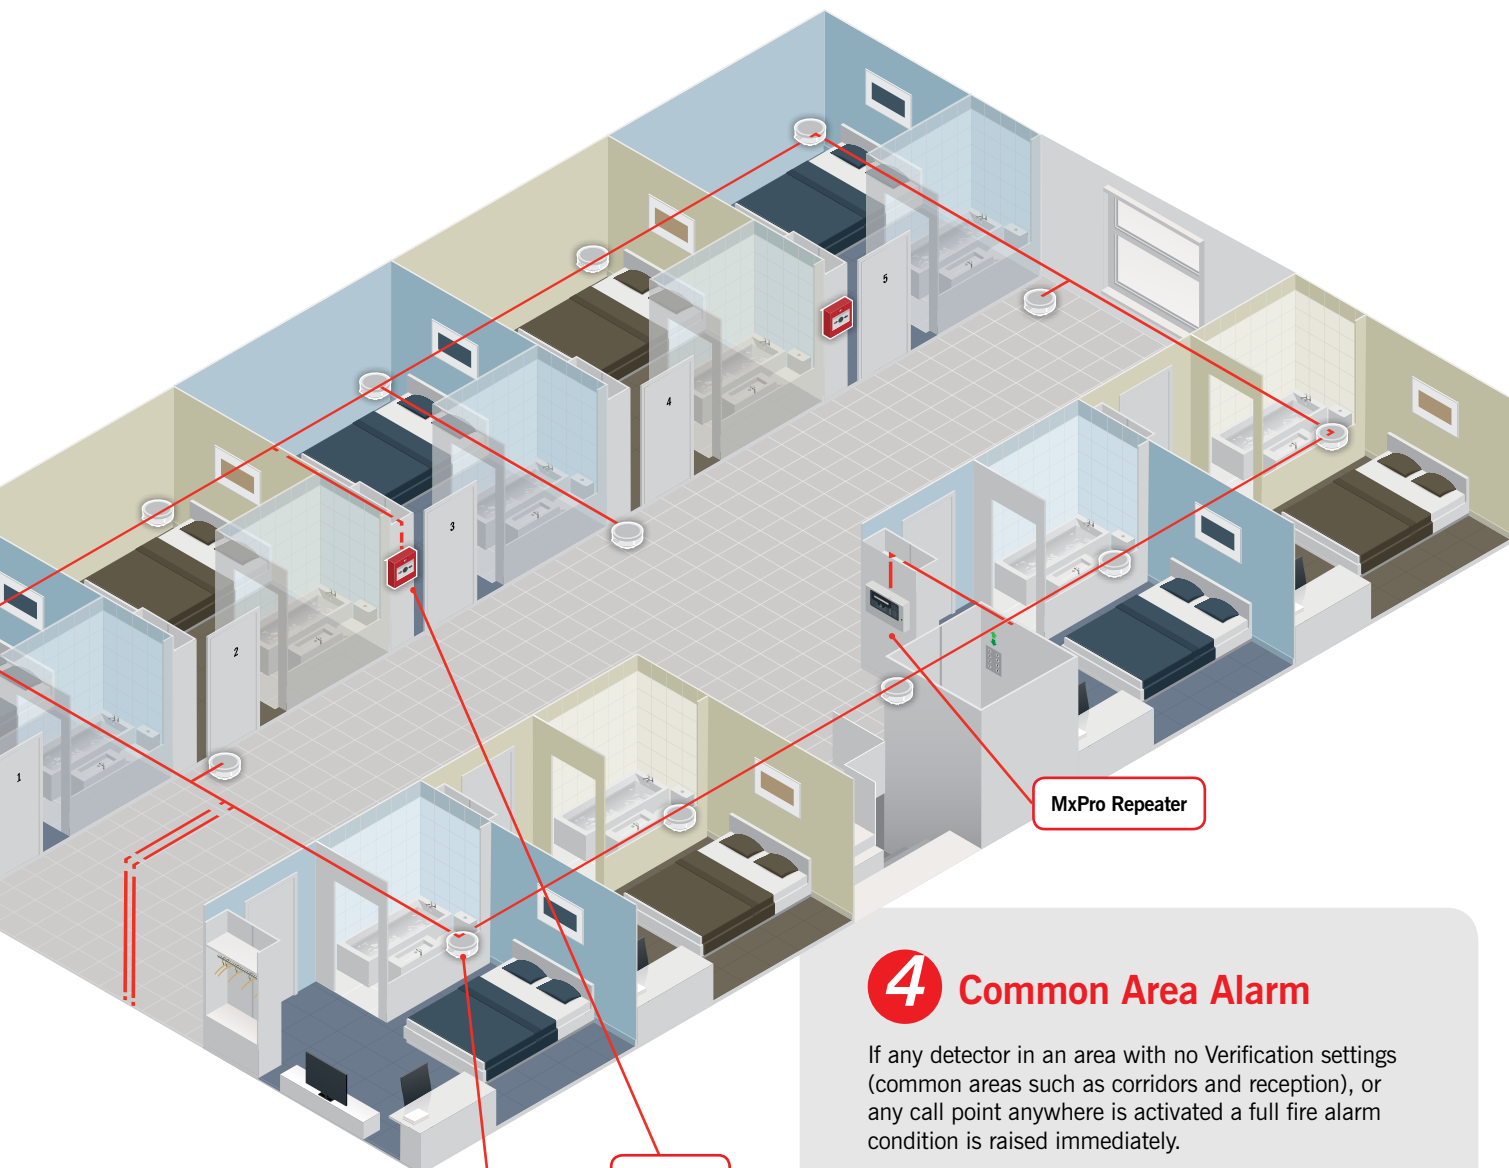 5
4
3
2
1
MxPro Repeater
4 Common Area Alarm
If any detector in an area with no Verification settings
(common areas such as corridors and reception), or
any call point anywhere is activated a full fire alarm
condition is raised immediately.